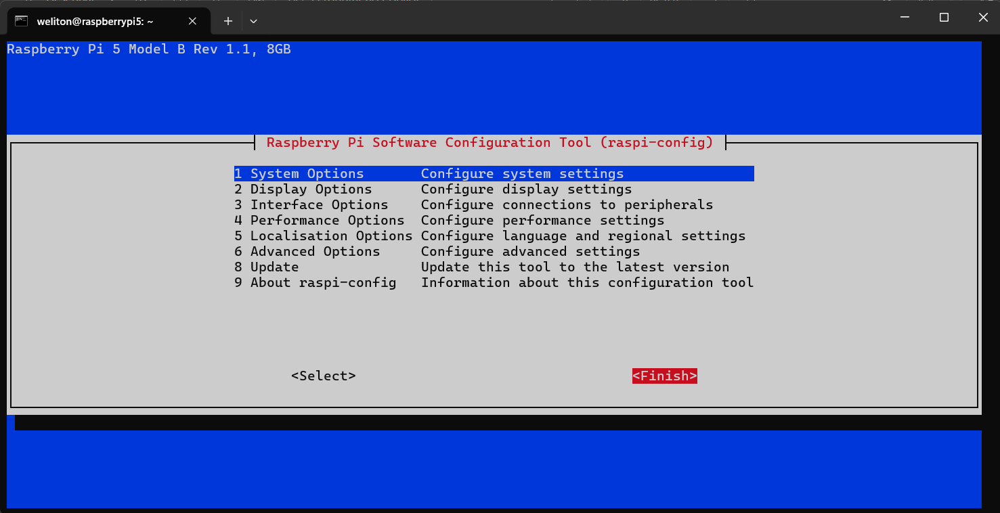 weliton@raspberrypi5: ~
Raspberry Pi 5 Model B Rev 1.1, 8GB
Raspberry Pi Software Configuration Tool (raspi-config)
1 System Options       Configure system settings
2 Display Options      Configure display settings
3 Interface Options    Configure connections to peripherals
4 Performance Options  Configure performance settings
5 Localisation Options Configure language and regional settings
6 Advanced Options     Configure advanced settings
8 Update               Update this tool to the latest version
9 About raspi-config   Information about this configuration tool
<Select> <Finish>